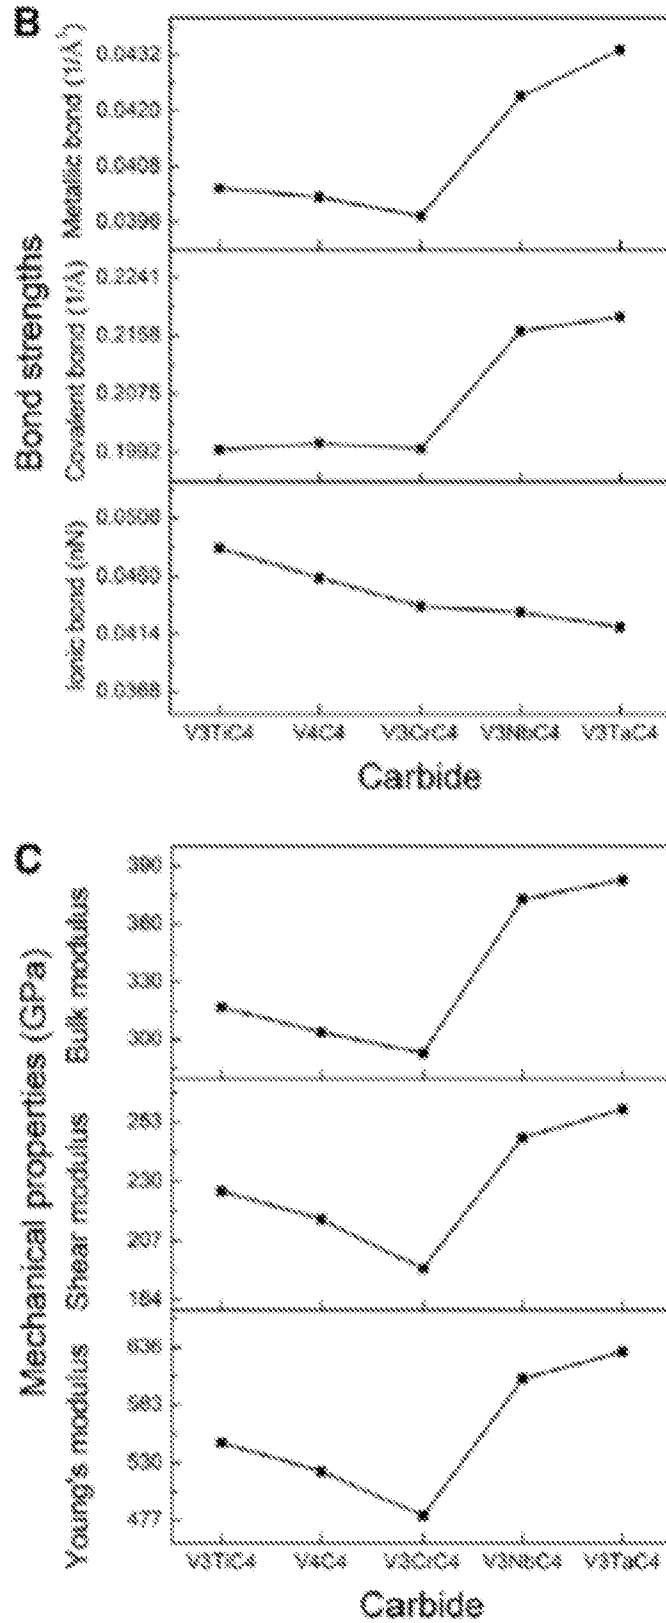 B
Bond strengths
Metallic bond (1/Å³)
0.0432
0.0420
0.0408
0.0396
Covalent bond (1/Å)
0.2241
0.2158
0.2075
0.1992
Ionic bond (nN)
0.0506
0.0460
0.0414
0.0368
V3TiC4 V4C4 V3CrC4 V3NbC4 V3TaC4
Carbide
C
Mechanical properties (GPa)
Bulk modulus
390
360
330
300
Shear modulus
253
230
207
184
Young's modulus
636
583
530
477
V3TiC4 V4C4 V3CrC4 V3NbC4 V3TaC4
Carbide